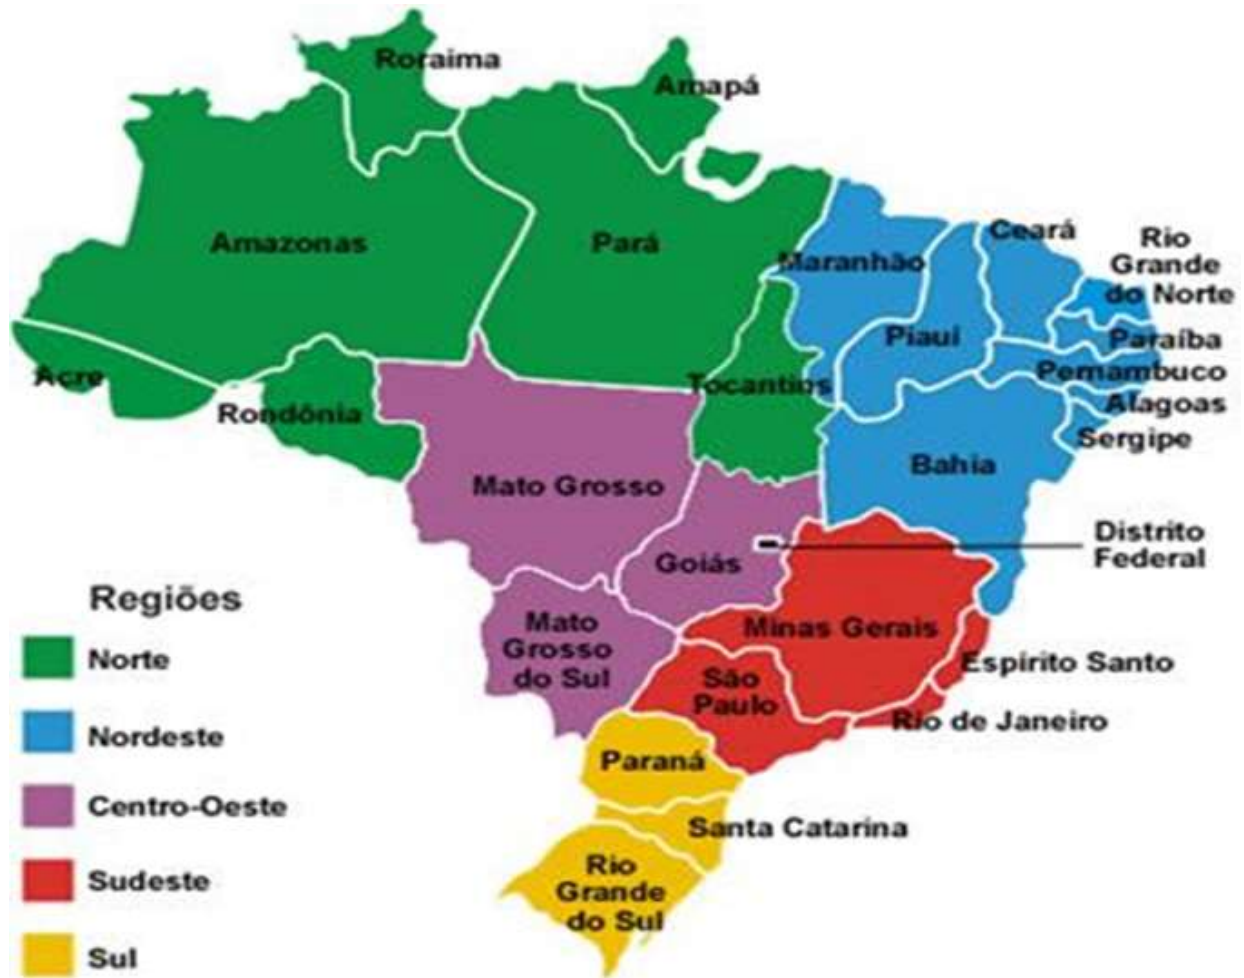 Roraima
Amapá
Amazonas
Pará
Maranhão
Ceará
Rio
Grande
do Norte
Piauí
Paraíba
Pernambuco
Alagoas
Sergipe
Acre
Rondônia
Tocantins
Bahia
Mato Grosso
Goiás
Distrito
Federal
Mato
Grosso
do Sul
Minas Gerais
Espírito Santo
São
Paulo
Rio de Janeiro
Paraná
Santa Catarina
Rio
Grande
do Sul
Regiões
Norte
Nordeste
Centro-Oeste
Sudeste
Sul